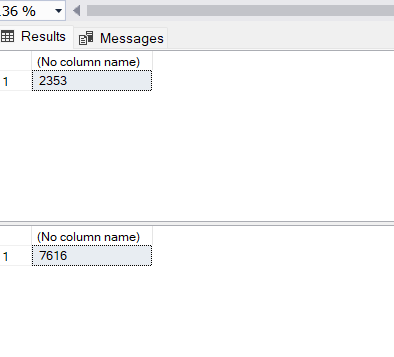 .36 %
Results Messages
(No column name)
1 2353
(No column name)
1 7616